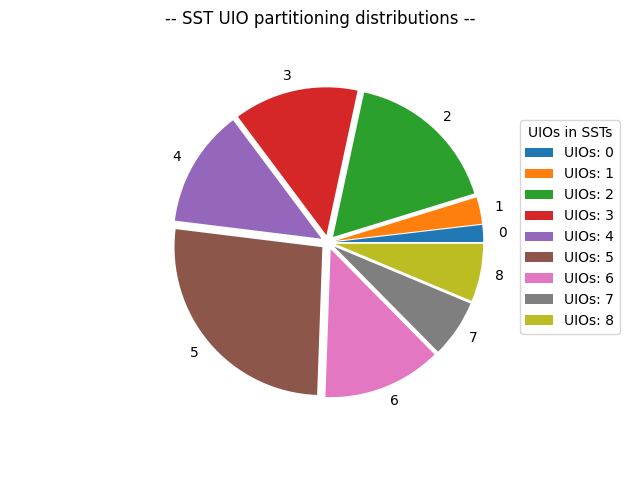 -- SST UIO partitioning distributions --
3
2
4
1
0
8
7
5
6
UIOs in SSTs
UIOs: 0
UIOs: 1
UIOs: 2
UIOs: 3
UIOs: 4
UIOs: 5
UIOs: 6
UIOs: 7
UIOs: 8